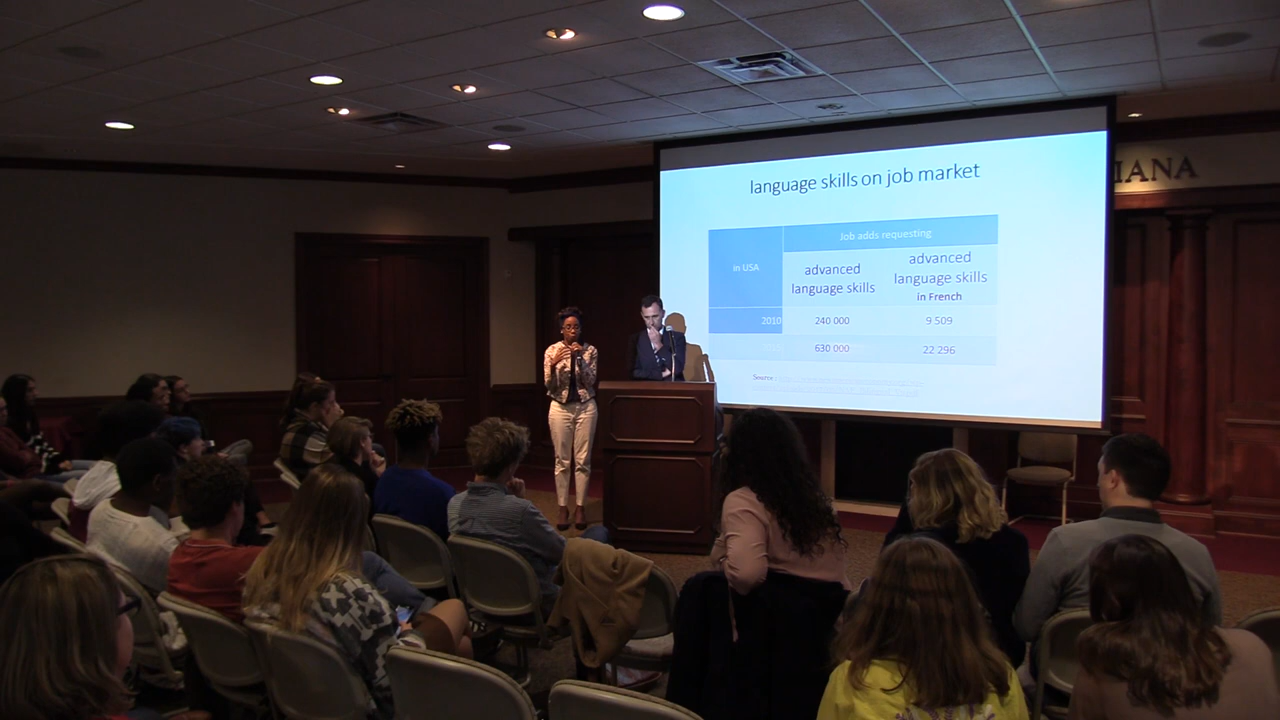 language skills on job market
IANA
Job adds requesting
in USA
advanced
language skills
advanced
language skills
in French
2010
240 000
9 509
630 000
22 296
Source :